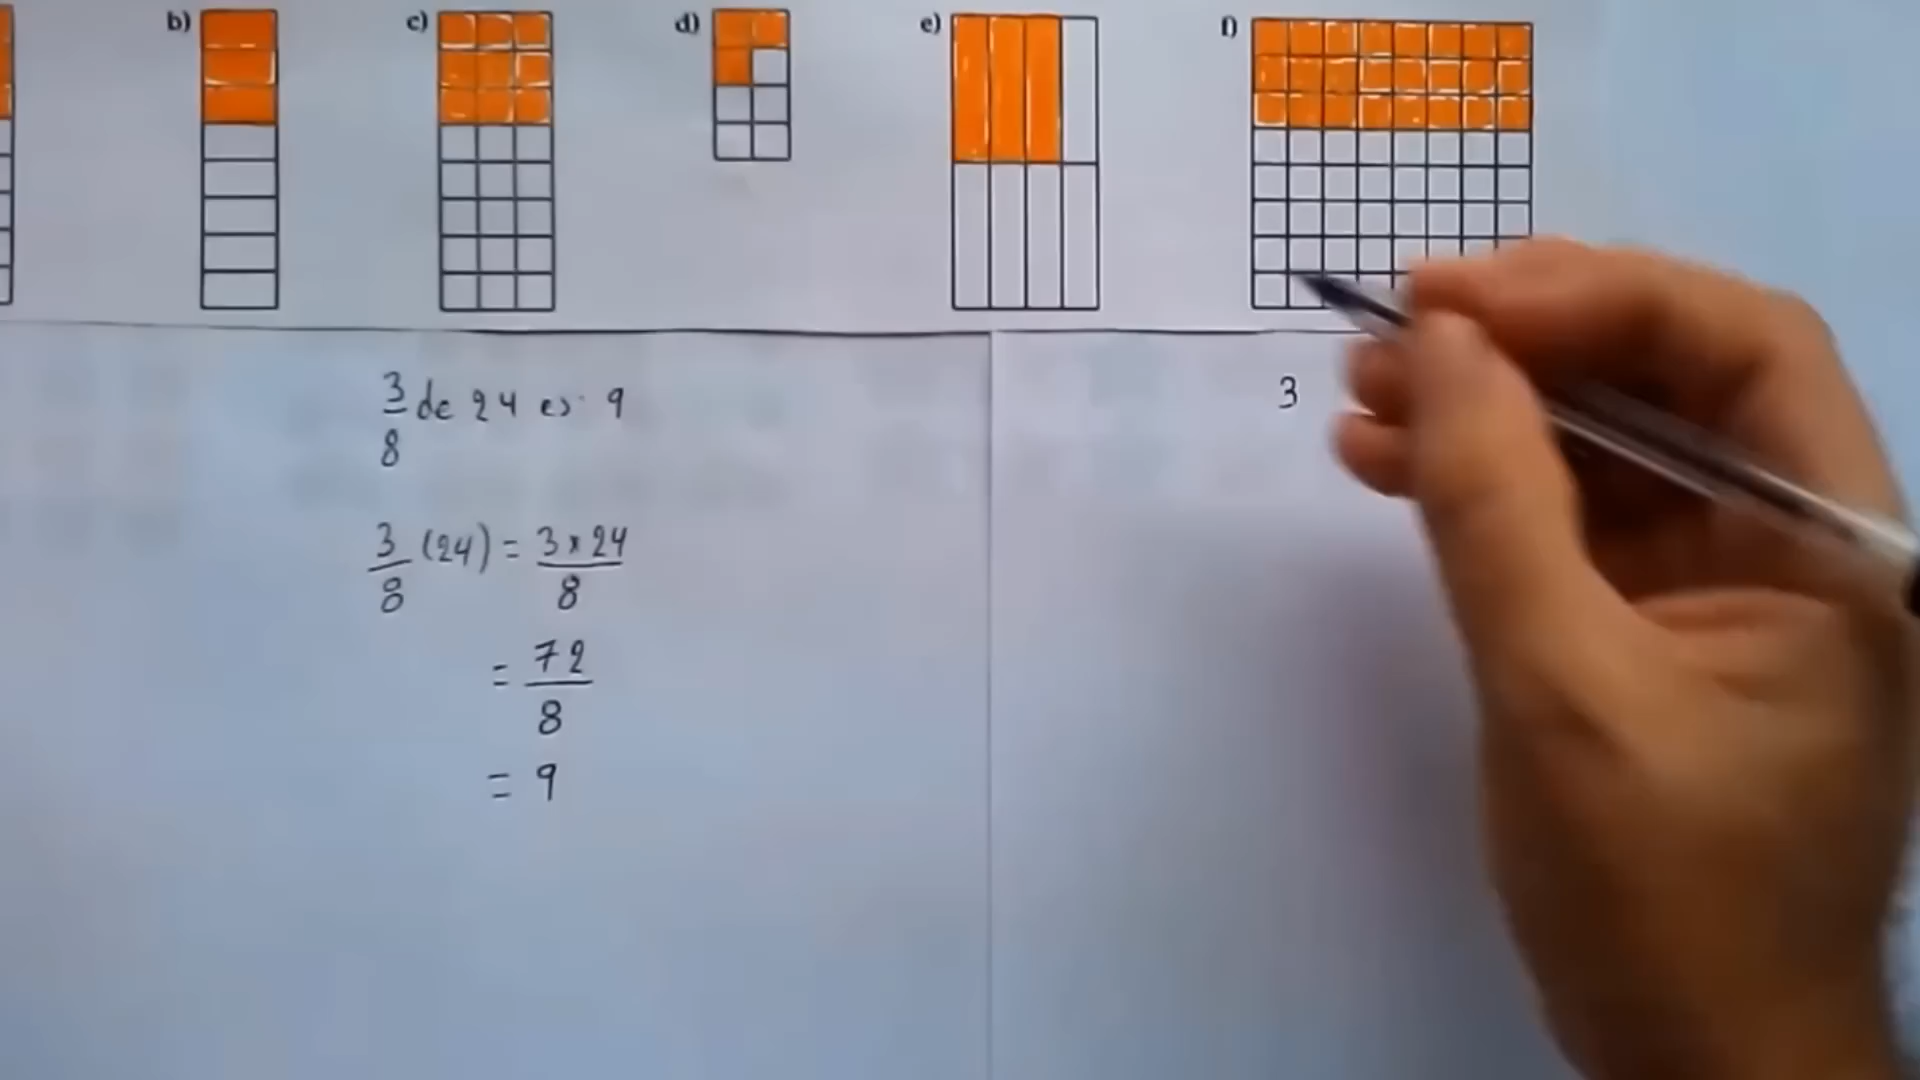 b) c) d) e) f)
3/8 de 24 es: 9
3
3/8 (24) = 3 x 24/8
= 72/8
= 9